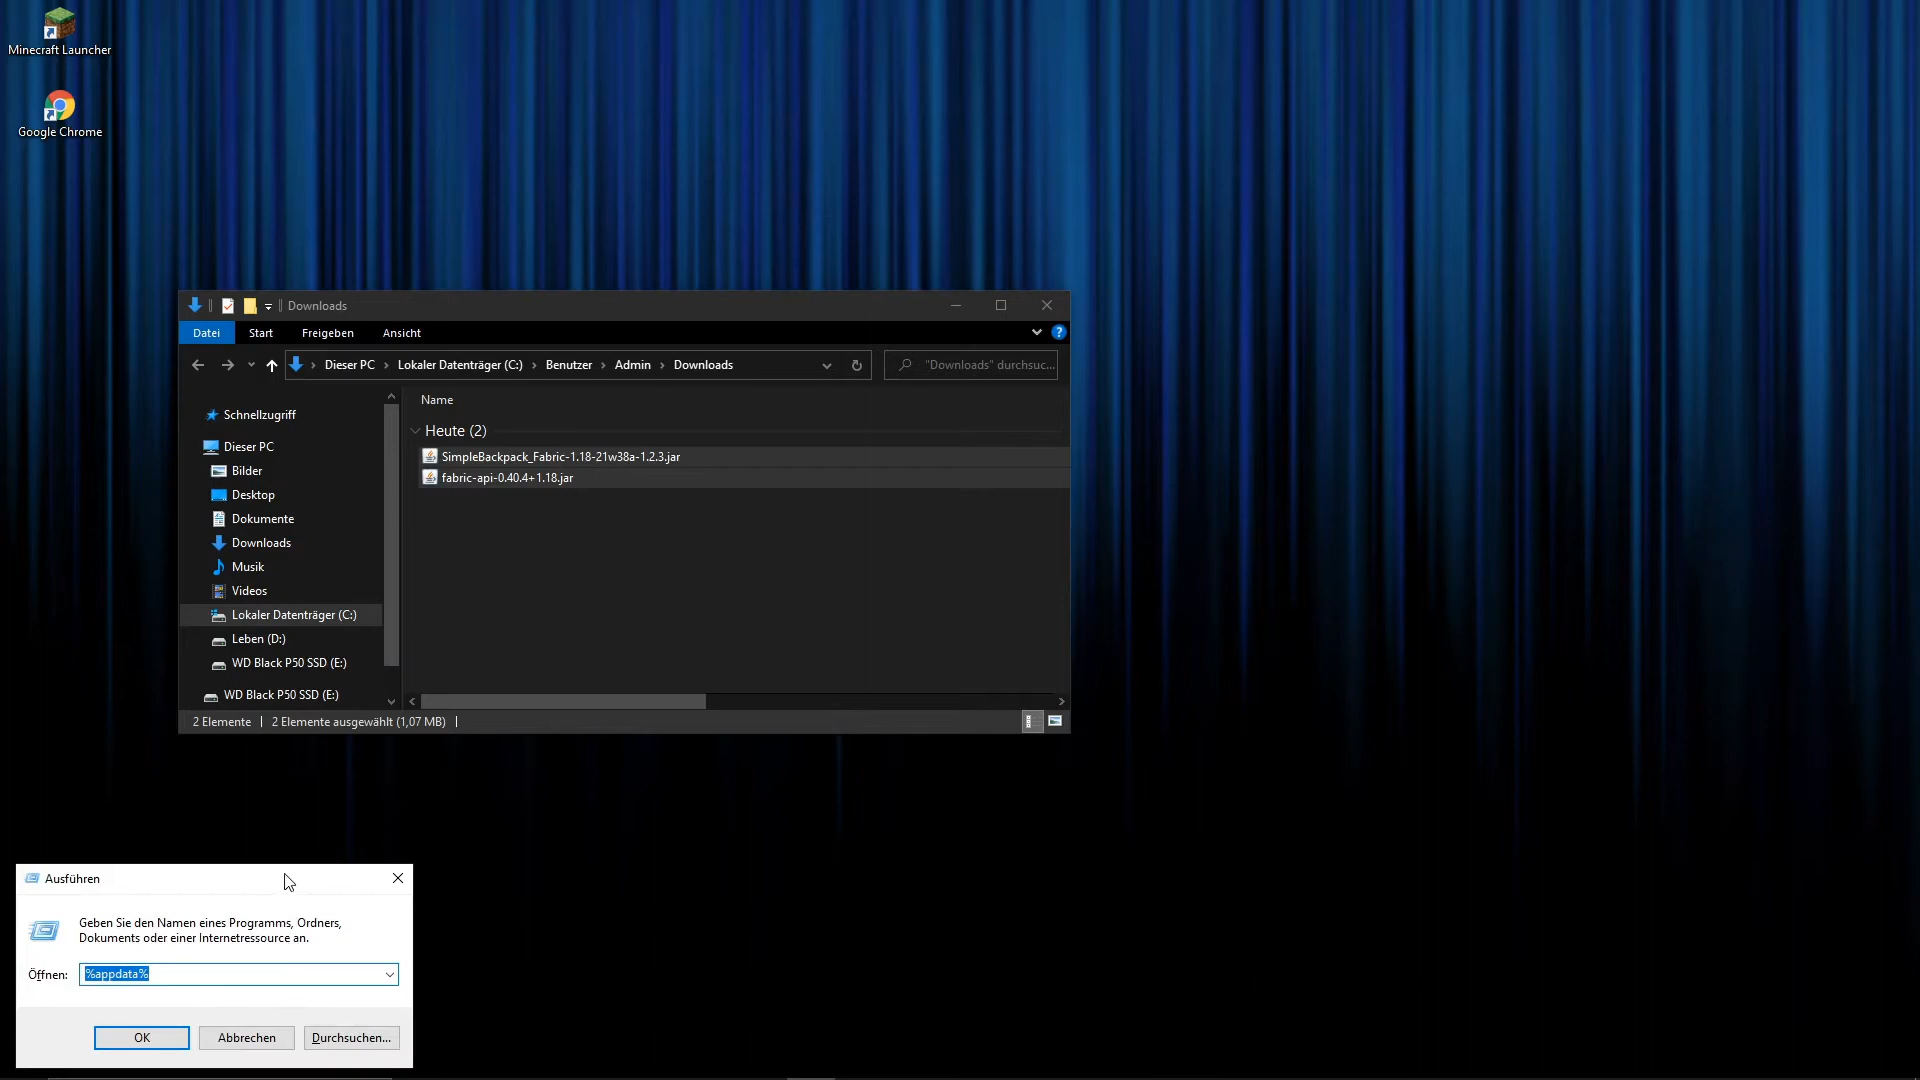 Minecraft Launcher
Google Chrome
Downloads
Datei Start Freigeben Ansicht
Dieser PC Lokaler Datenträger (C:) Benutzer Admin Downloads
"Downloads" durchsuc...
Name
Schnellzugriff
Dieser PC
Bilder
Desktop
Dokumente
Downloads
Musik
Videos
Lokaler Datenträger (C:)
Leben (D:)
WD Black P50 SSD (E:)
WD Black P50 SSD (E:)
Heute (2)
SimpleBackpack_Fabric-1.18-21w38a-1.2.3.jar
fabric-api-0.40.4+1.18.jar
2 Elemente 2 Elemente ausgewählt (1,07 MB)
Ausführen
Geben Sie den Namen eines Programms, Ordners,
Dokuments oder einer Internetressource an.
Öffnen: %appdata%
OK Abbrechen Durchsuchen...